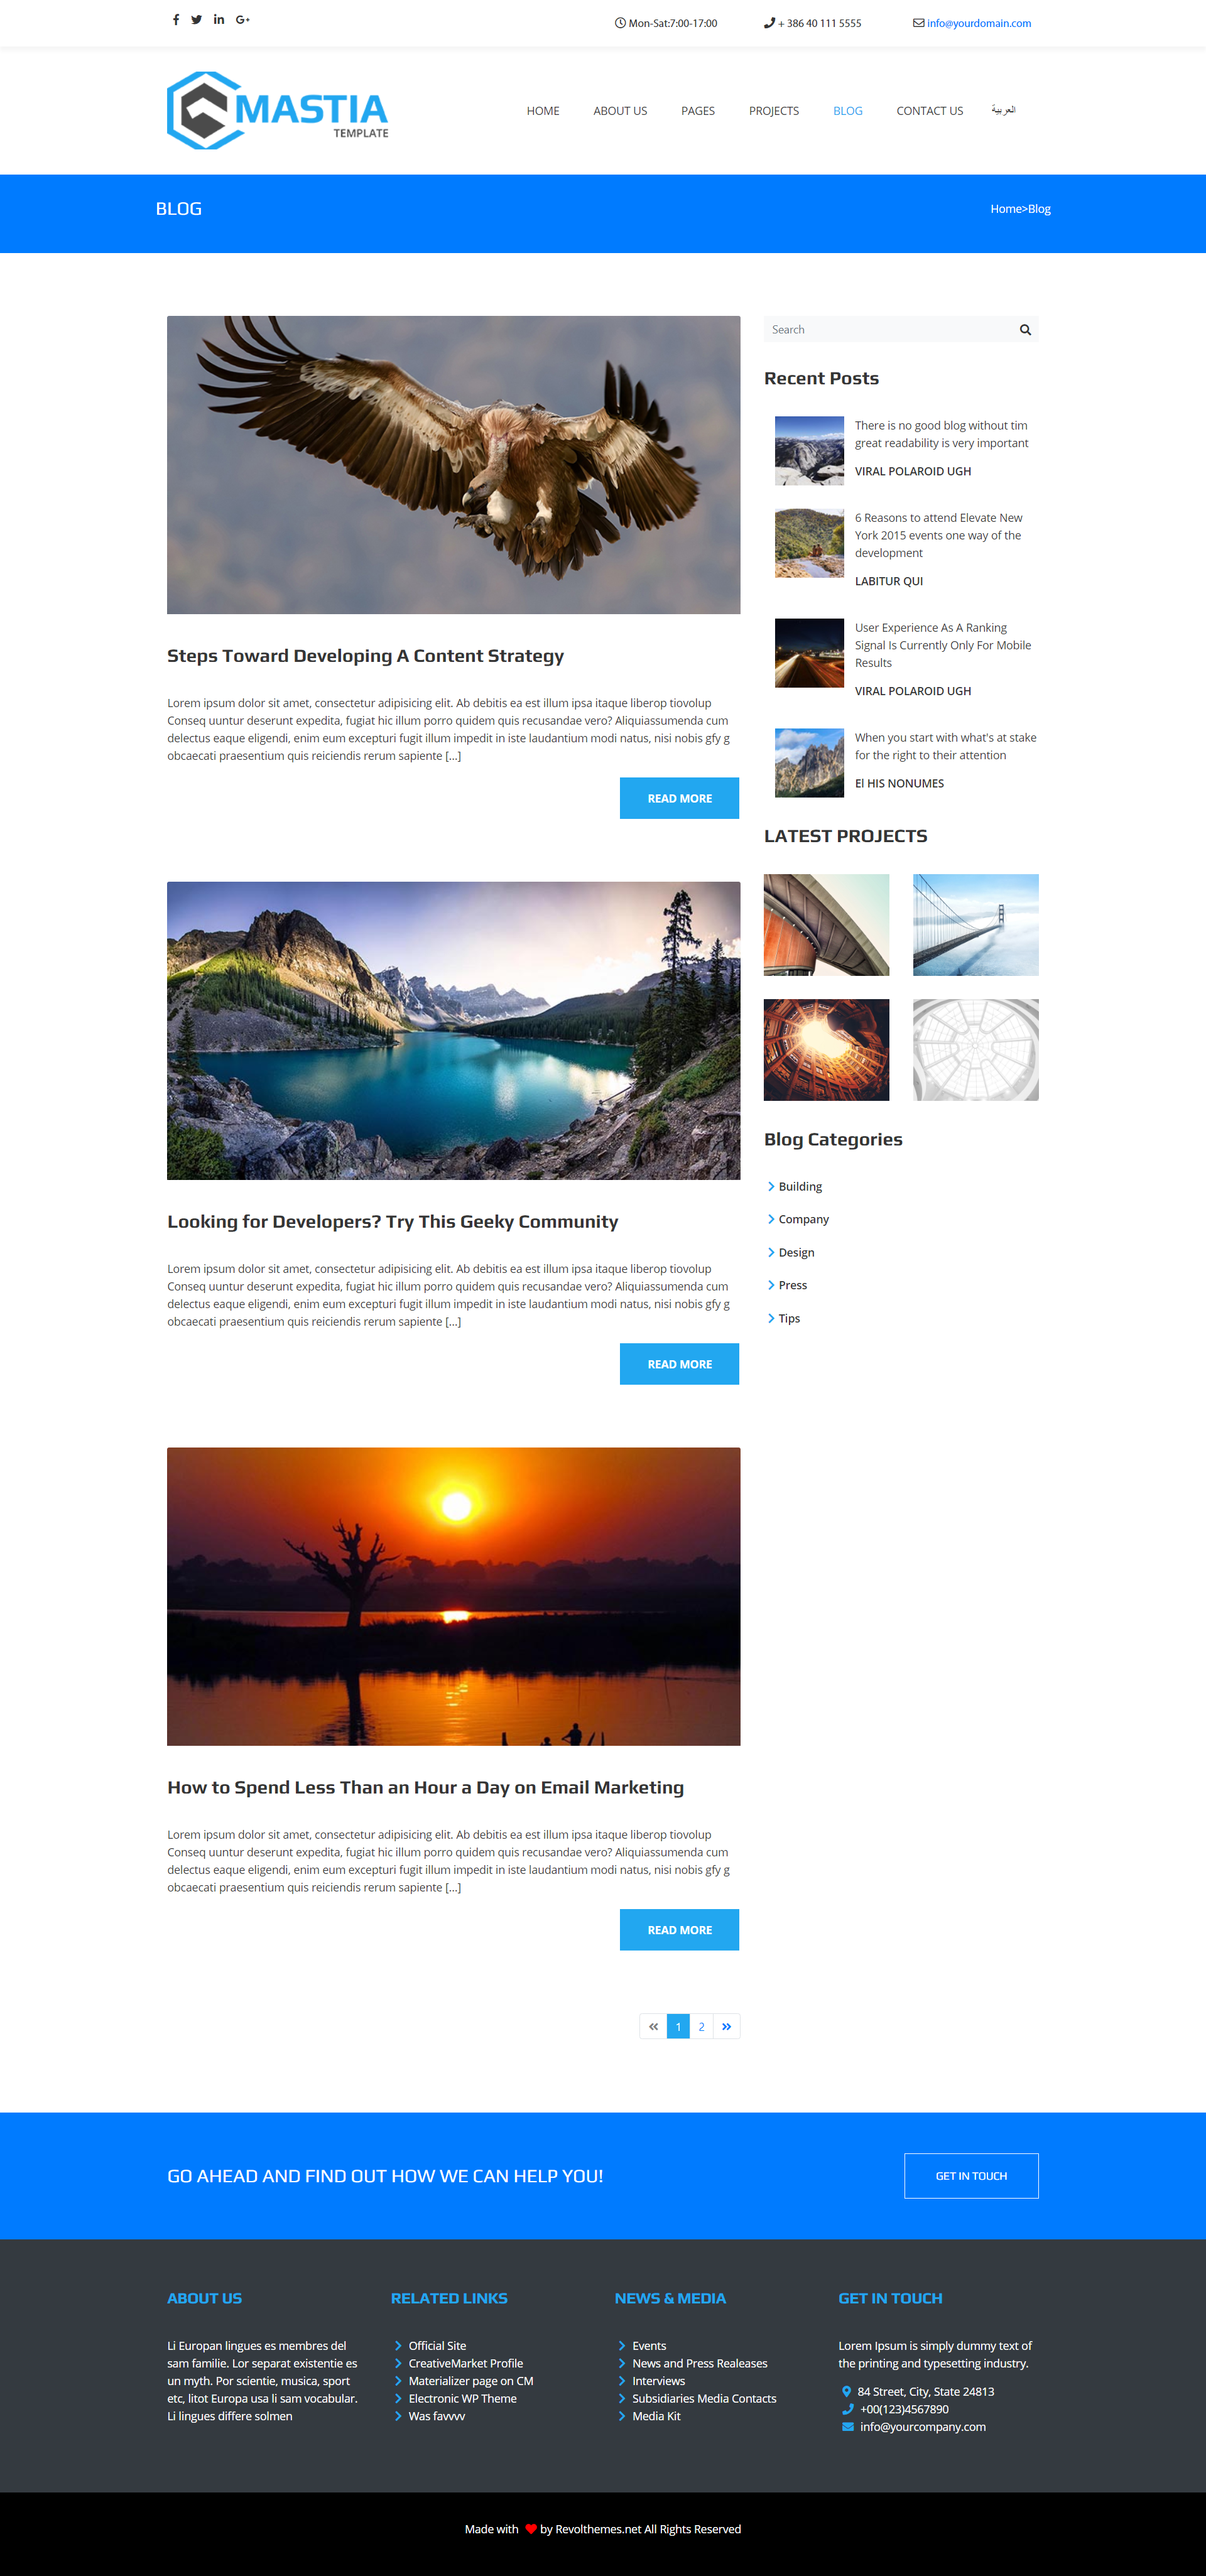 Mon-Sat:7:00-17:00
+ 386 40 111 5555
info@yourdomain.com
MASTIA
TEMPLATE
HOME
ABOUT US
PAGES
PROJECTS
BLOG
CONTACT US
العربية
BLOG
Home>Blog
Steps Toward Developing A Content Strategy
Lorem ipsum dolor sit amet, consectetur adipisicing elit. Ab debitis ea est illum ipsa itaque liberop tiovolup
Conseq uuntur deserunt expedita, fugiat hic illum porro quidem quis recusandae vero? Aliquiassumenda cum
delectus eaque eligendi, enim eum excepturi fugit illum impedit in iste laudantium modi natus, nisi nobis gfy g
obcaecati praesentium quis reiciendis rerum sapiente [...]
READ MORE
Looking for Developers? Try This Geeky Community
Lorem ipsum dolor sit amet, consectetur adipisicing elit. Ab debitis ea est illum ipsa itaque liberop tiovolup
Conseq uuntur deserunt expedita, fugiat hic illum porro quidem quis recusandae vero? Aliquiassumenda cum
delectus eaque eligendi, enim eum excepturi fugit illum impedit in iste laudantium modi natus, nisi nobis gfy g
obcaecati praesentium quis reiciendis rerum sapiente [...]
READ MORE
How to Spend Less Than an Hour a Day on Email Marketing
Lorem ipsum dolor sit amet, consectetur adipisicing elit. Ab debitis ea est illum ipsa itaque liberop tiovolup
Conseq uuntur deserunt expedita, fugiat hic illum porro quidem quis recusandae vero? Aliquiassumenda cum
delectus eaque eligendi, enim eum excepturi fugit illum impedit in iste laudantium modi natus, nisi nobis gfy g
obcaecati praesentium quis reiciendis rerum sapiente [...]
READ MORE
« 1 2 »
Search
Recent Posts
There is no good blog without tim
great readability is very important
VIRAL POLAROID UGH
6 Reasons to attend Elevate New
York 2015 events one way of the
development
LABITUR QUI
User Experience As A Ranking
Signal Is Currently Only For Mobile
Results
VIRAL POLAROID UGH
When you start with what's at stake
for the right to their attention
El HIS NONUMES
LATEST PROJECTS
Blog Categories
Building
Company
Design
Press
Tips
GO AHEAD AND FIND OUT HOW WE CAN HELP YOU!
GET IN TOUCH
ABOUT US
Li Europan lingues es membres del
sam familie. Lor separat existentie es
un myth. Por scientie, musica, sport
etc, litot Europa usa li sam vocabular.
Li lingues differe solmen
RELATED LINKS
Official Site
CreativeMarket Profile
Materializer page on CM
Electronic WP Theme
Was favvvv
NEWS & MEDIA
Events
News and Press Realeases
Interviews
Subsidiaries Media Contacts
Media Kit
GET IN TOUCH
Lorem Ipsum is simply dummy text of
the printing and typesetting industry.
84 Street, City, State 24813
+00(123)4567890
info@yourcompany.com
Made with ❤ by Revolthemes.net All Rights Reserved